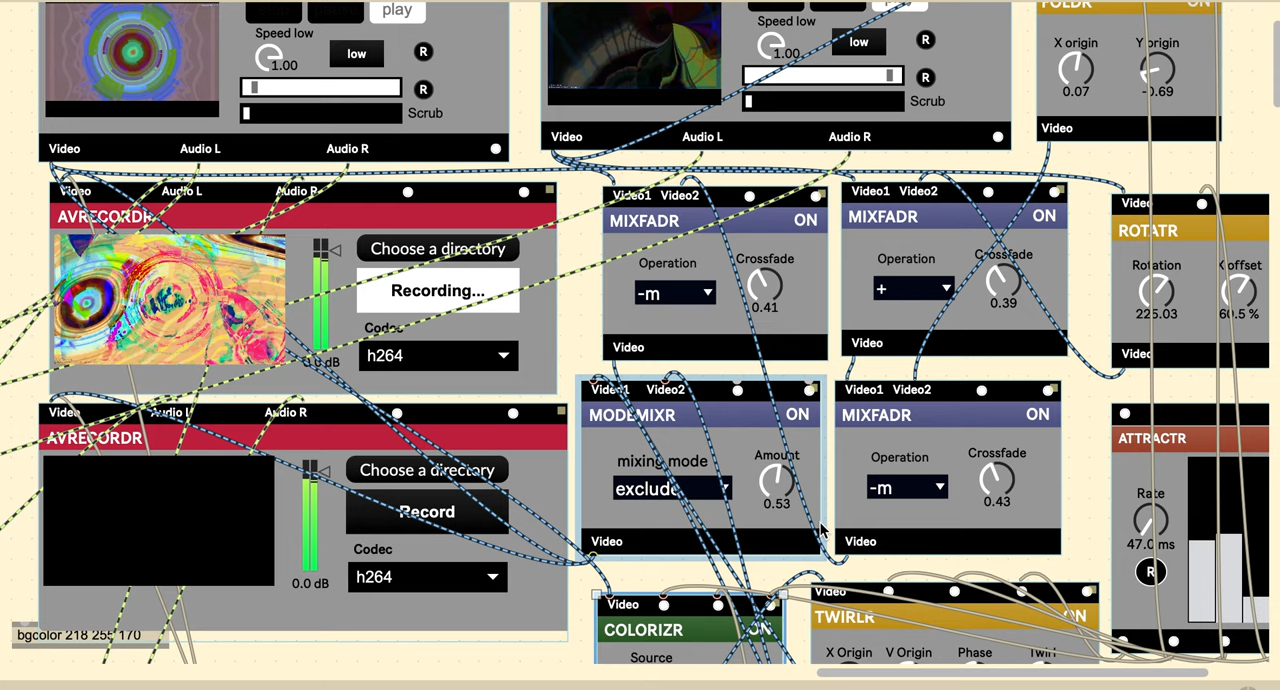 play
Speed low
1.00
low
R
R
Scrub
Video
Audio L
Audio R
Speed low
1.00
low
R
R
Scrub
Video
Audio L
Audio R
FOLDR
ON
X origin
Y origin
0.07
-0.69
Video
Video
Audio L
Audio R
AVRECORDR
Choose a directory
Recording...
Codec
h264
0.0 dB
Video1
Video2
MIXFADR
ON
Operation
Crossfade
-m
0.41
Video
Video1
Video2
MIXFADR
ON
Operation
Crossfade
+
0.39
Video
Video
ROTATR
Rotation
offset
225.03
60.5 %
Video
Video
Audio L
Audio R
AVRECORDR
Choose a directory
Record
Codec
h264
0.0 dB
bgcolor 218 255 170
Video1
Video2
MODEMIXR
ON
mixing mode
Amount
exclude
0.53
Video
Video1
Video2
MIXFADR
ON
Operation
Crossfade
-m
0.43
Video
ATTRACTR
Rate
47.0 ms
R
Video
COLORIZR
ON
Source
Video
TWIRLR
ON
X Origin
Y Origin
Phase
Twirl